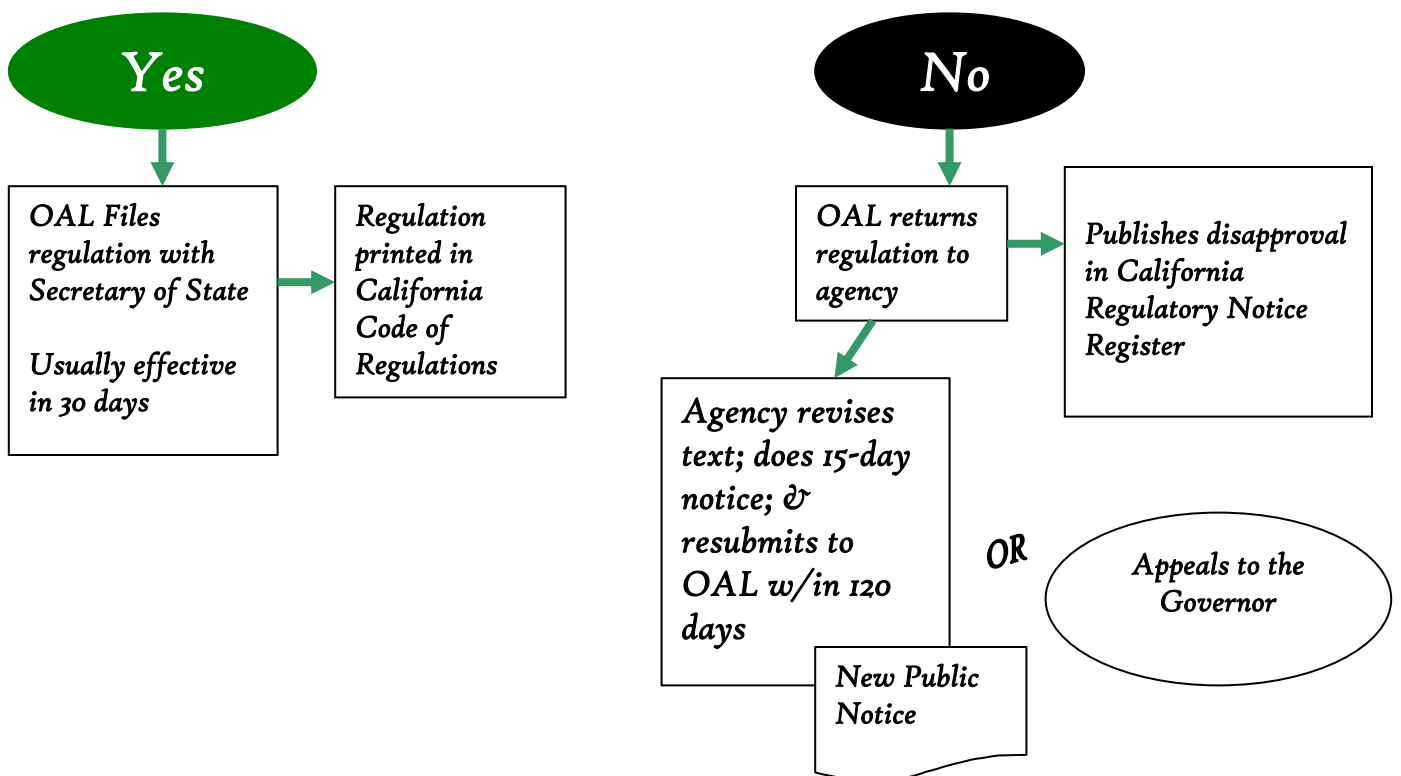 Yes
OAL Files
regulation with
Secretary of State
Usually effective
in 30 days
Regulation
printed in
California
Code of
Regulations
No
OAL returns
regulation to
agency
Publishes disapproval
in California
Regulatory Notice
Register
Agency revises
text; does 15-day
notice; &
resubmits to
OAL w/in 120
days
New Public
Notice
OR
Appeals to the
Governor